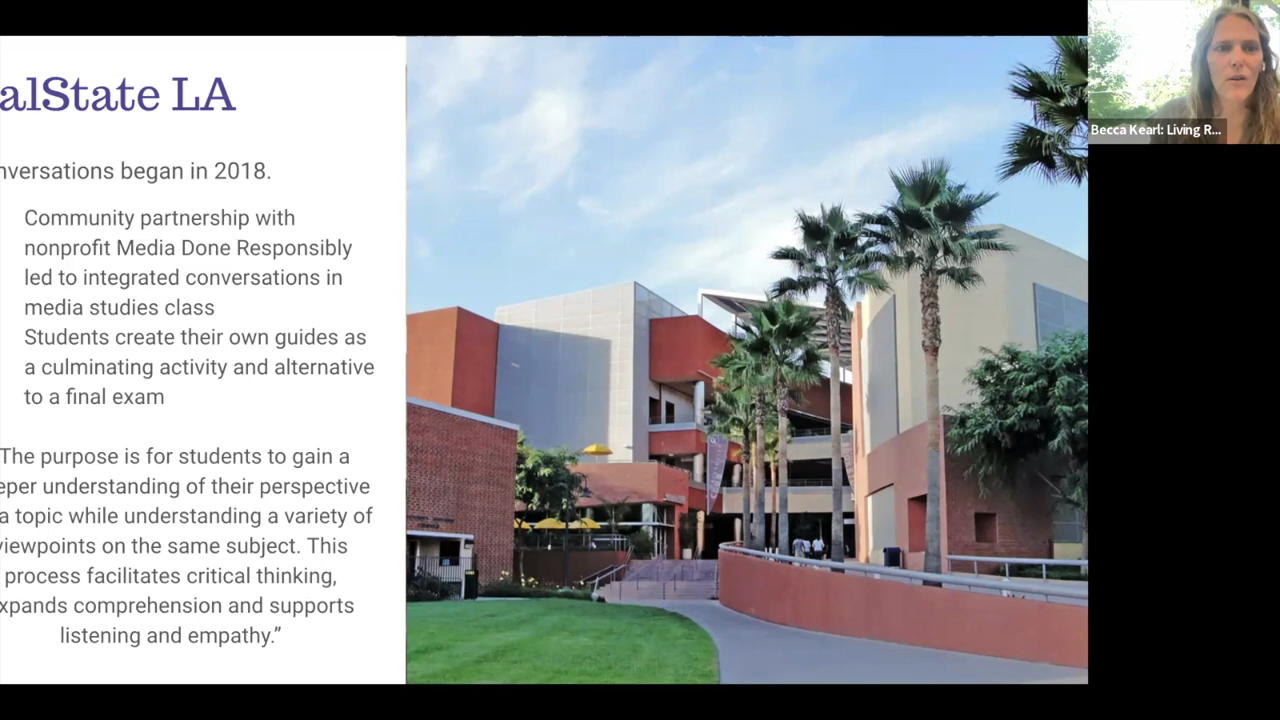 alState LA
nversations began in 2018.
Community partnership with
nonprofit Media Done Responsibly
led to integrated conversations in
media studies class
Students create their own guides as
a culminating activity and alternative
to a final exam
The purpose is for students to gain a
eper understanding of their perspective
a topic while understanding a variety of
viewpoints on the same subject. This
process facilitates critical thinking,
xpands comprehension and supports
listening and empathy.”
Becca Kearl: Living R...